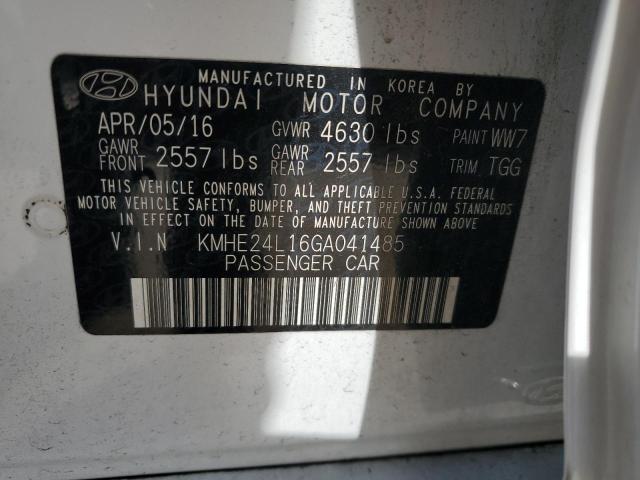 MANUFACTURED IN KOREA BY
HYUNDAI MOTOR COMPANY
APR/05/16 GVWR 4630 lbs PAINT WW7
GAWR FRONT 2557 lbs GAWR REAR 2557 lbs TRIM TGG
THIS VEHICLE CONFORMS TO ALL APPLICABLE U.S.A. FEDERAL
MOTOR VEHICLE SAFETY, BUMPER, AND THEFT PREVENTION STANDARDS
IN EFFECT ON THE DATE OF MANUFACTURE SHOWN ABOVE.
V.I.N KMHE24L16GA041485
PASSENGER CAR